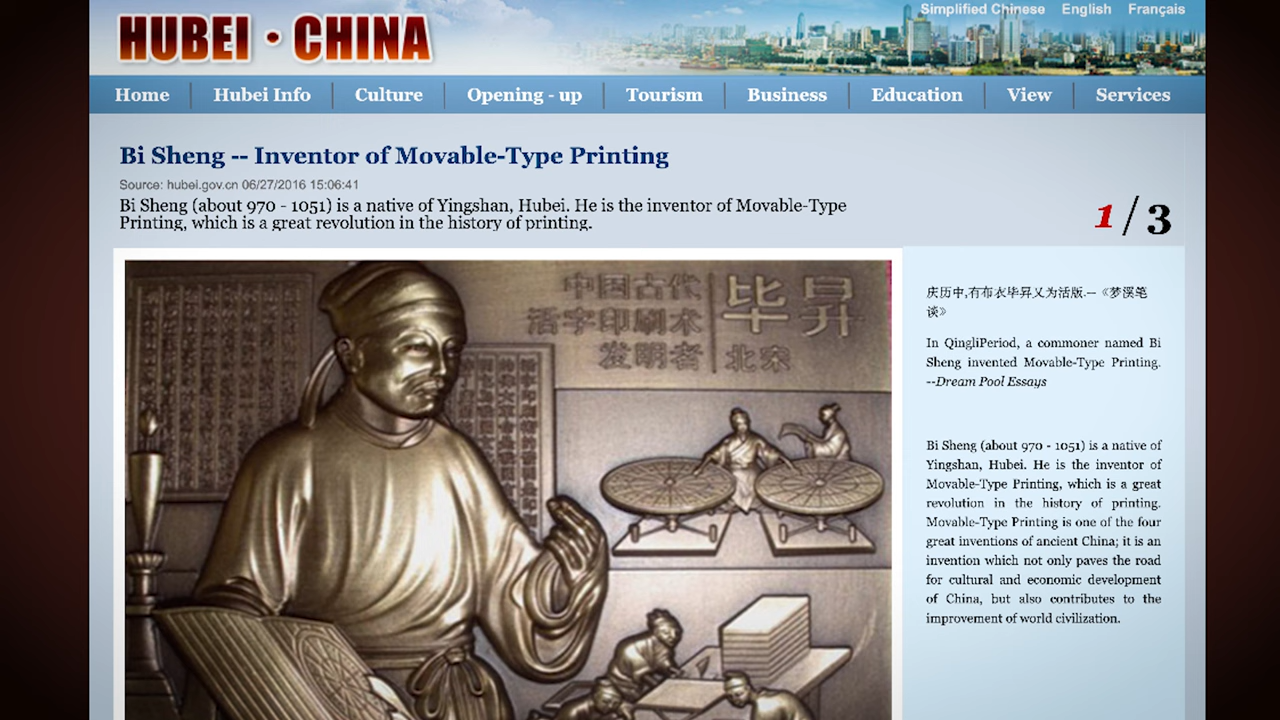 Simplified Chinese English Français
HUBEI · CHINA
Home Hubei Info Culture Opening - up Tourism Business Education View Services
Bi Sheng -- Inventor of Movable-Type Printing
Source: hubei.gov.cn 06/27/2016 15:06:41
Bi Sheng (about 970 - 1051) is a native of Yingshan, Hubei. He is the inventor of Movable-Type
Printing, which is a great revolution in the history of printing.
1/3
中国古代
活字印刷术
发明者
毕昇
北宋
庆历中,有布衣毕昇又为活版.—《梦溪笔
谈》
In QingliPeriod, a commoner named Bi
Sheng invented Movable-Type Printing.
--Dream Pool Essays
Bi Sheng (about 970 - 1051) is a native of
Yingshan, Hubei. He is the inventor of
Movable-Type Printing, which is a great
revolution in the history of printing.
Movable-Type Printing is one of the four
great inventions of ancient China; it is an
invention which not only paves the road
for cultural and economic development
of China, but also contributes to the
improvement of world civilization.